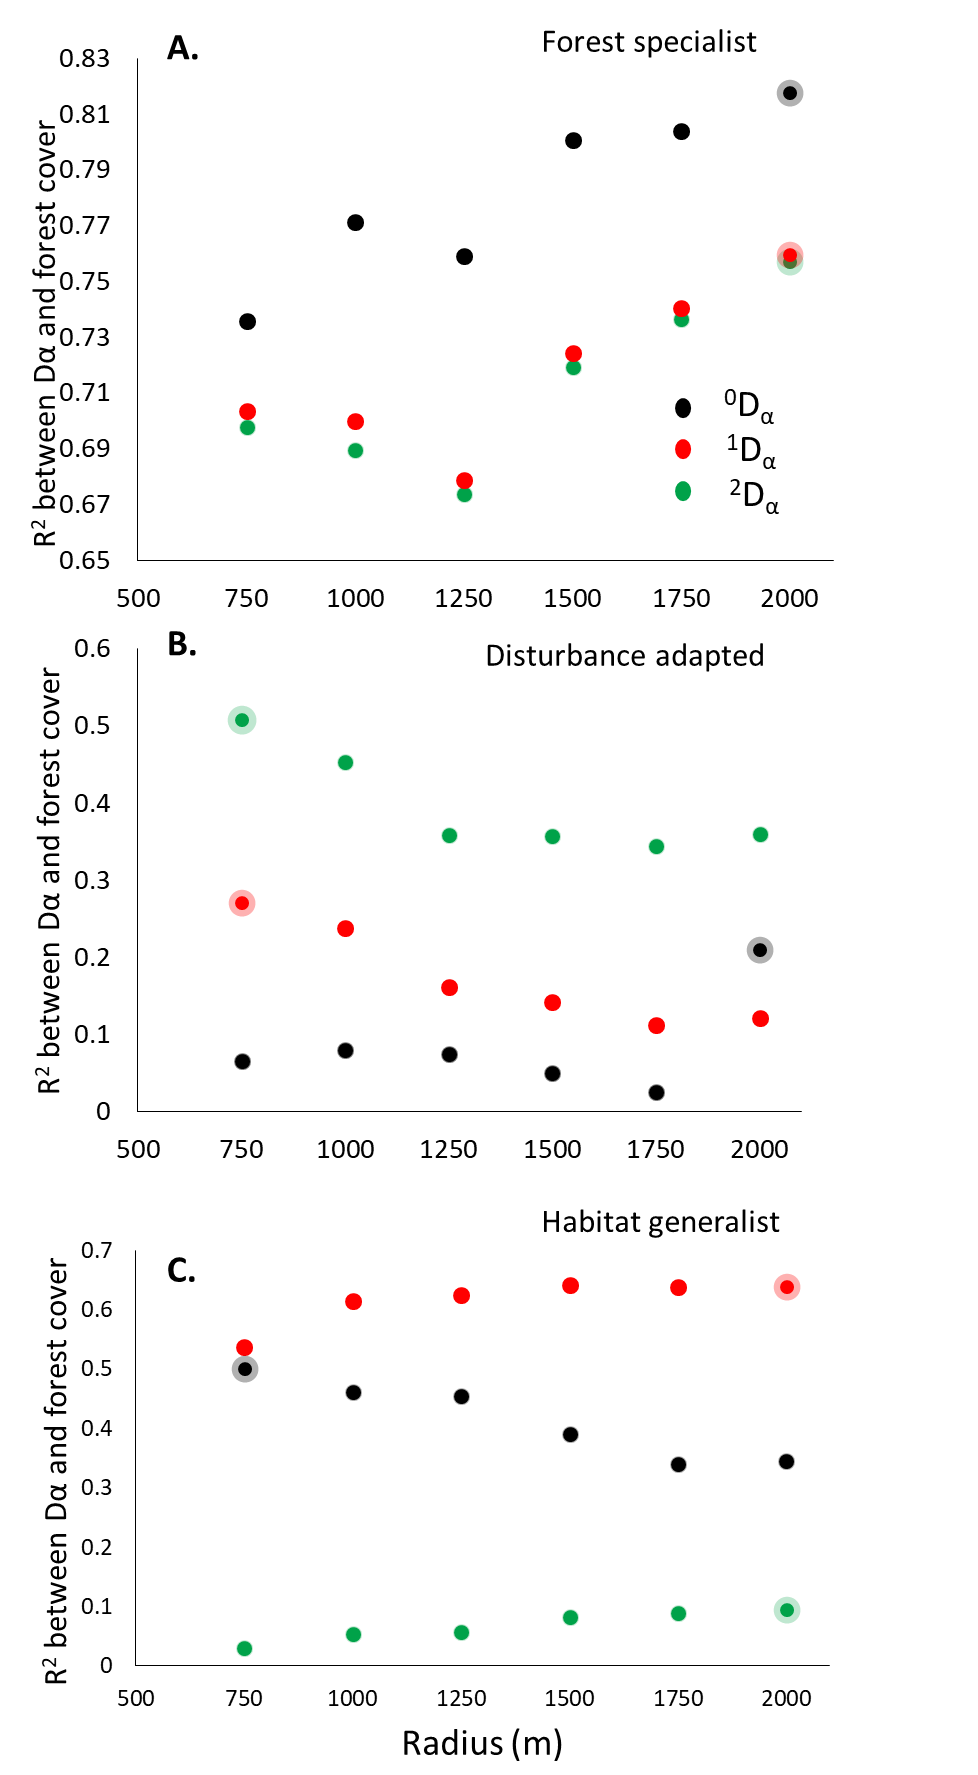 A.
Forest specialist
R² between Dα and forest cover
0.83
0.81
0.79
0.77
0.75
0.73
0.71
0.69
0.67
0.65
⁰Dα
¹Dα
²Dα
500 750 1000 1250 1500 1750 2000
B.
Disturbance adapted
R² between Dα and forest cover
0.6
0.5
0.4
0.3
0.2
0.1
0
500 750 1000 1250 1500 1750 2000
Habitat generalist
C.
R² between Dα and forest cover
0.7
0.6
0.5
0.4
0.3
0.2
0.1
0
500 750 1000 1250 1500 1750 2000
Radius (m)